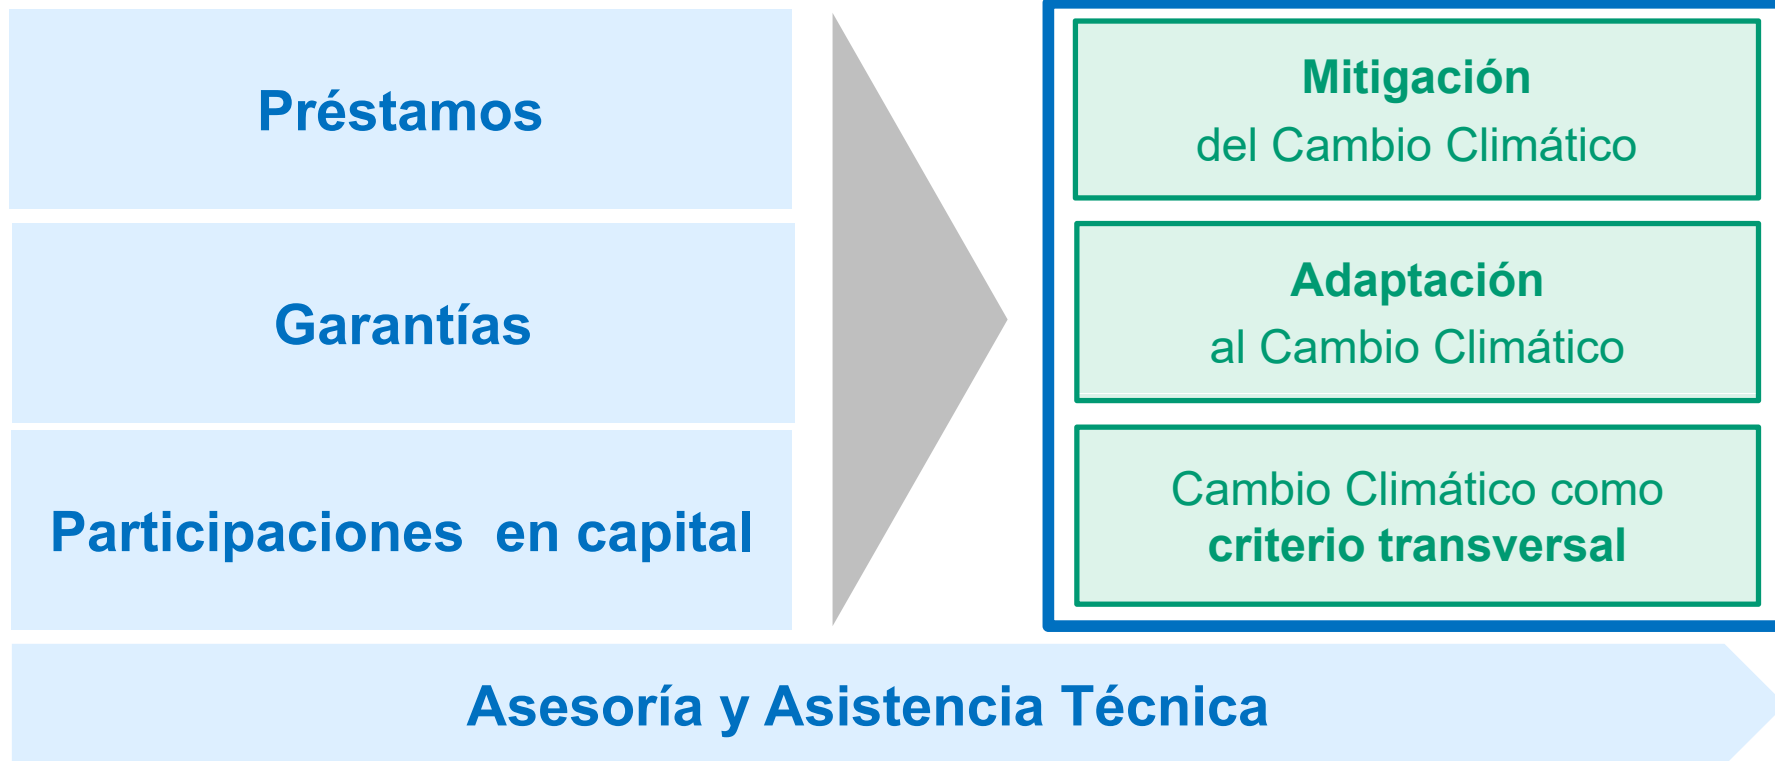 Préstamos
Garantías
Participaciones en capital
Mitigación
del Cambio Climático
Adaptación
al Cambio Climático
Cambio Climático como
criterio transversal
Asesoría y Asistencia Técnica